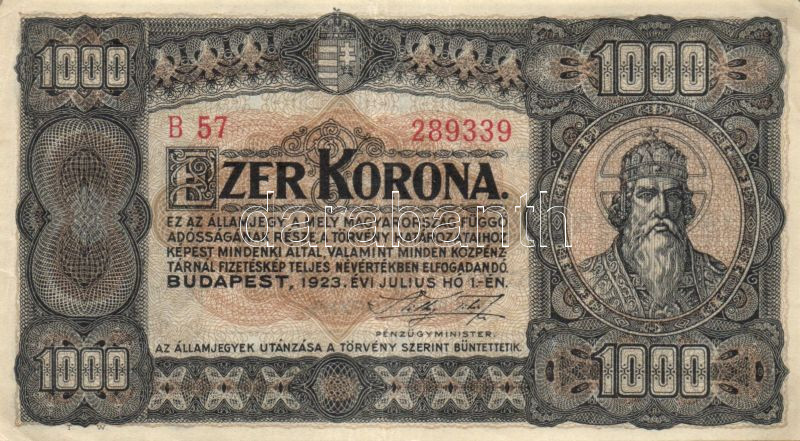 1000 1000
B 57 289339
EZER KORONA.
EZ AZ ÁLLAMJEGY A MELY MAGYARORSZÁG FÜGGŐ
ADÓSSÁGÁNAK RÉSZE, A TÖRVÉNY HATÁROZATAIHOZ
KÉPEST MINDENKI ÁLTAL, VALAMINT MINDEN KÖZPÉNZ
TÁRNÁL FIZETÉSKÉP TELJES NÉVÉRTÉKBEN ELFOGADANDÓ.
BUDAPEST, 1923. ÉVI JULIUS HÓ 1.-ÉN.
PÉNZÜGYMINISTER.
AZ ÁLLAMJEGYEK UTÁNZÁSA A TÖRVÉNY SZERINT BÜNTETTETIK.
1000 1000
T W
darabanth